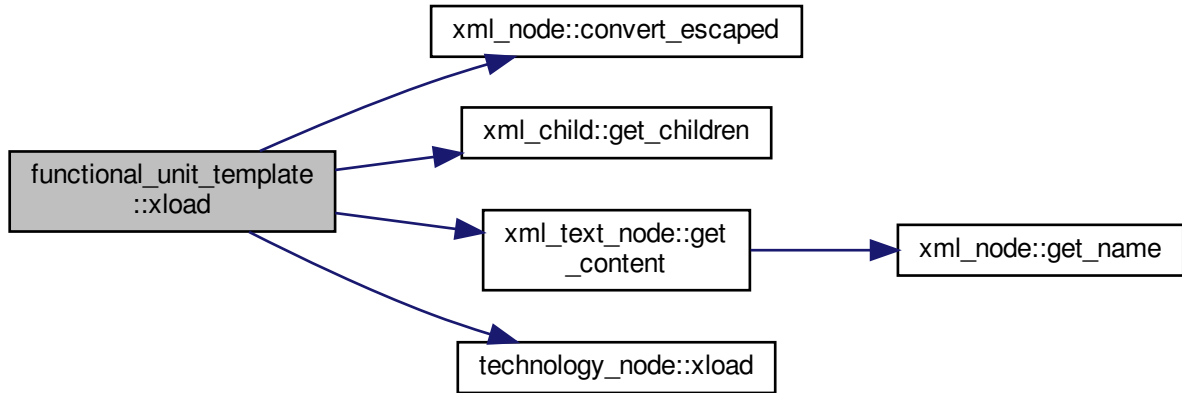 xml_node::convert_escaped
xml_child::get_children
functional_unit_template
::xload
xml_text_node::get
_content
xml_node::get_name
technology_node::xload